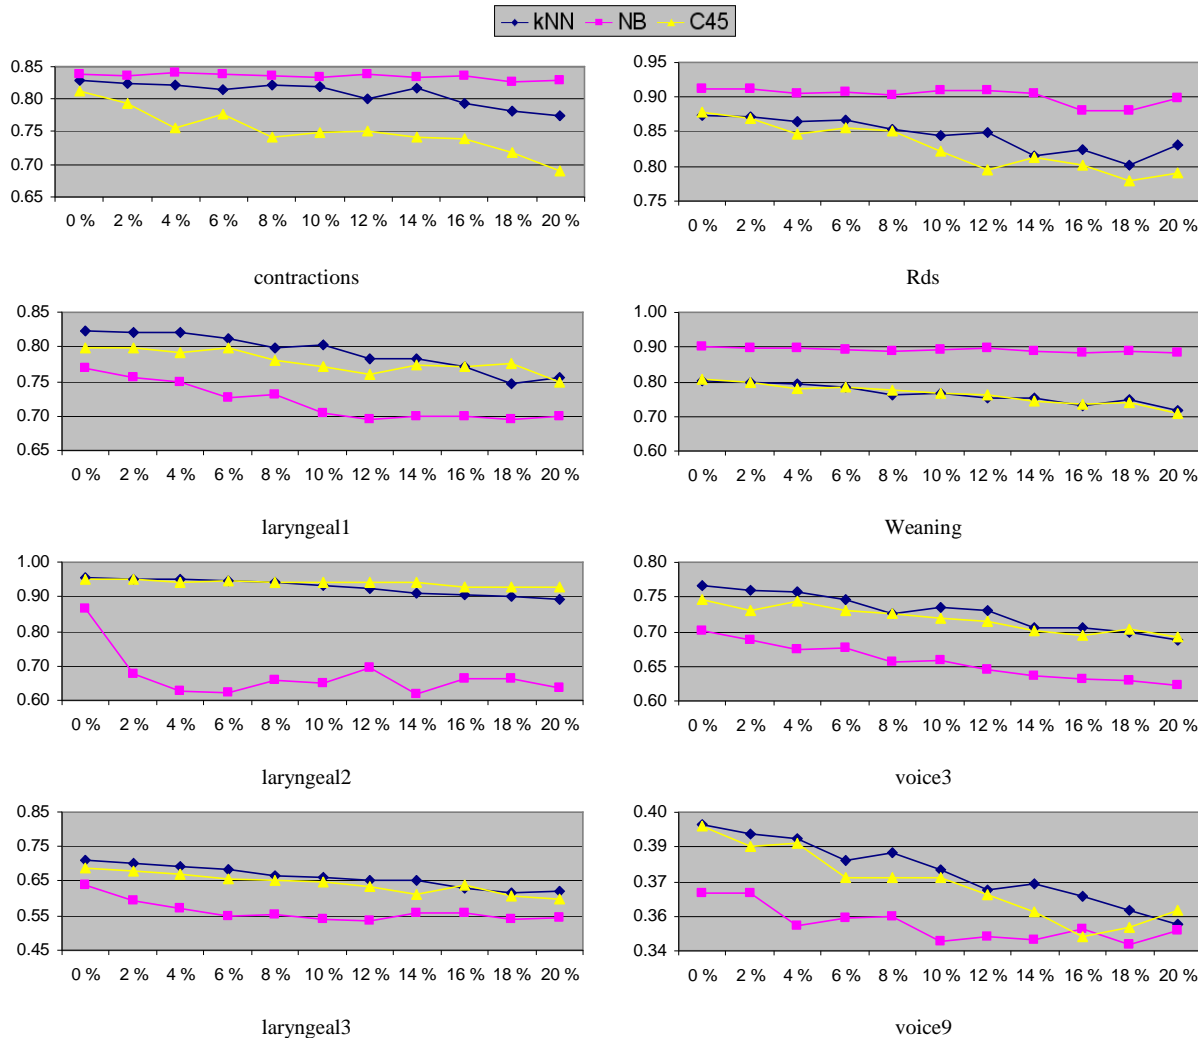 kNN NB C45
0.85
0.80
0.75
0.70
0.65
0 % 2 % 4 % 6 % 8 % 10 % 12 % 14 % 16 % 18 % 20 %
contractions
0.95
0.90
0.85
0.80
0.75
0 % 2 % 4 % 6 % 8 % 10 % 12 % 14 % 16 % 18 % 20 %
Rds
0.85
0.80
0.75
0.70
0.65
0 % 2 % 4 % 6 % 8 % 10 % 12 % 14 % 16 % 18 % 20 %
laryngeal1
1.00
0.90
0.80
0.70
0.60
0 % 2 % 4 % 6 % 8 % 10 % 12 % 14 % 16 % 18 % 20 %
Weaning
1.00
0.90
0.80
0.70
0.60
0 % 2 % 4 % 6 % 8 % 10 % 12 % 14 % 16 % 18 % 20 %
laryngeal2
0.80
0.75
0.70
0.65
0.60
0 % 2 % 4 % 6 % 8 % 10 % 12 % 14 % 16 % 18 % 20 %
voice3
0.85
0.75
0.65
0.55
0.45
0 % 2 % 4 % 6 % 8 % 10 % 12 % 14 % 16 % 18 % 20 %
laryngeal3
0.40
0.39
0.37
0.36
0.34
0 % 2 % 4 % 6 % 8 % 10 % 12 % 14 % 16 % 18 % 20 %
voice9